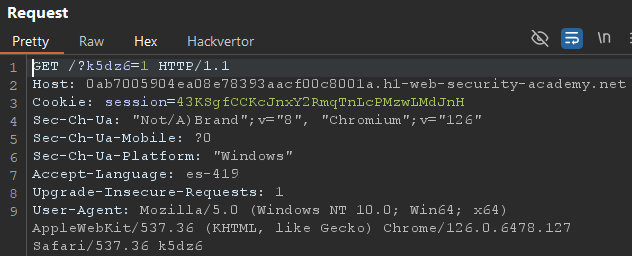 Request
Pretty Raw Hex Hackvertor \n
1 GET /?k5dz6=1 HTTP/1.1
2 Host: 0ab7005904ea08e78393aacf00c8001a.h1-web-security-academy.net
3 Cookie: session=43KSgfCCKcJnxY2RmqTnLcPMzwLMdJnH
4 Sec-Ch-Ua: "Not/A)Brand";v="8", "Chromium";v="126"
5 Sec-Ch-Ua-Mobile: ?0
6 Sec-Ch-Ua-Platform: "Windows"
7 Accept-Language: es-419
8 Upgrade-Insecure-Requests: 1
9 User-Agent: Mozilla/5.0 (Windows NT 10.0; Win64; x64)
AppleWebKit/537.36 (KHTML, like Gecko) Chrome/126.0.6478.127
Safari/537.36 k5dz6